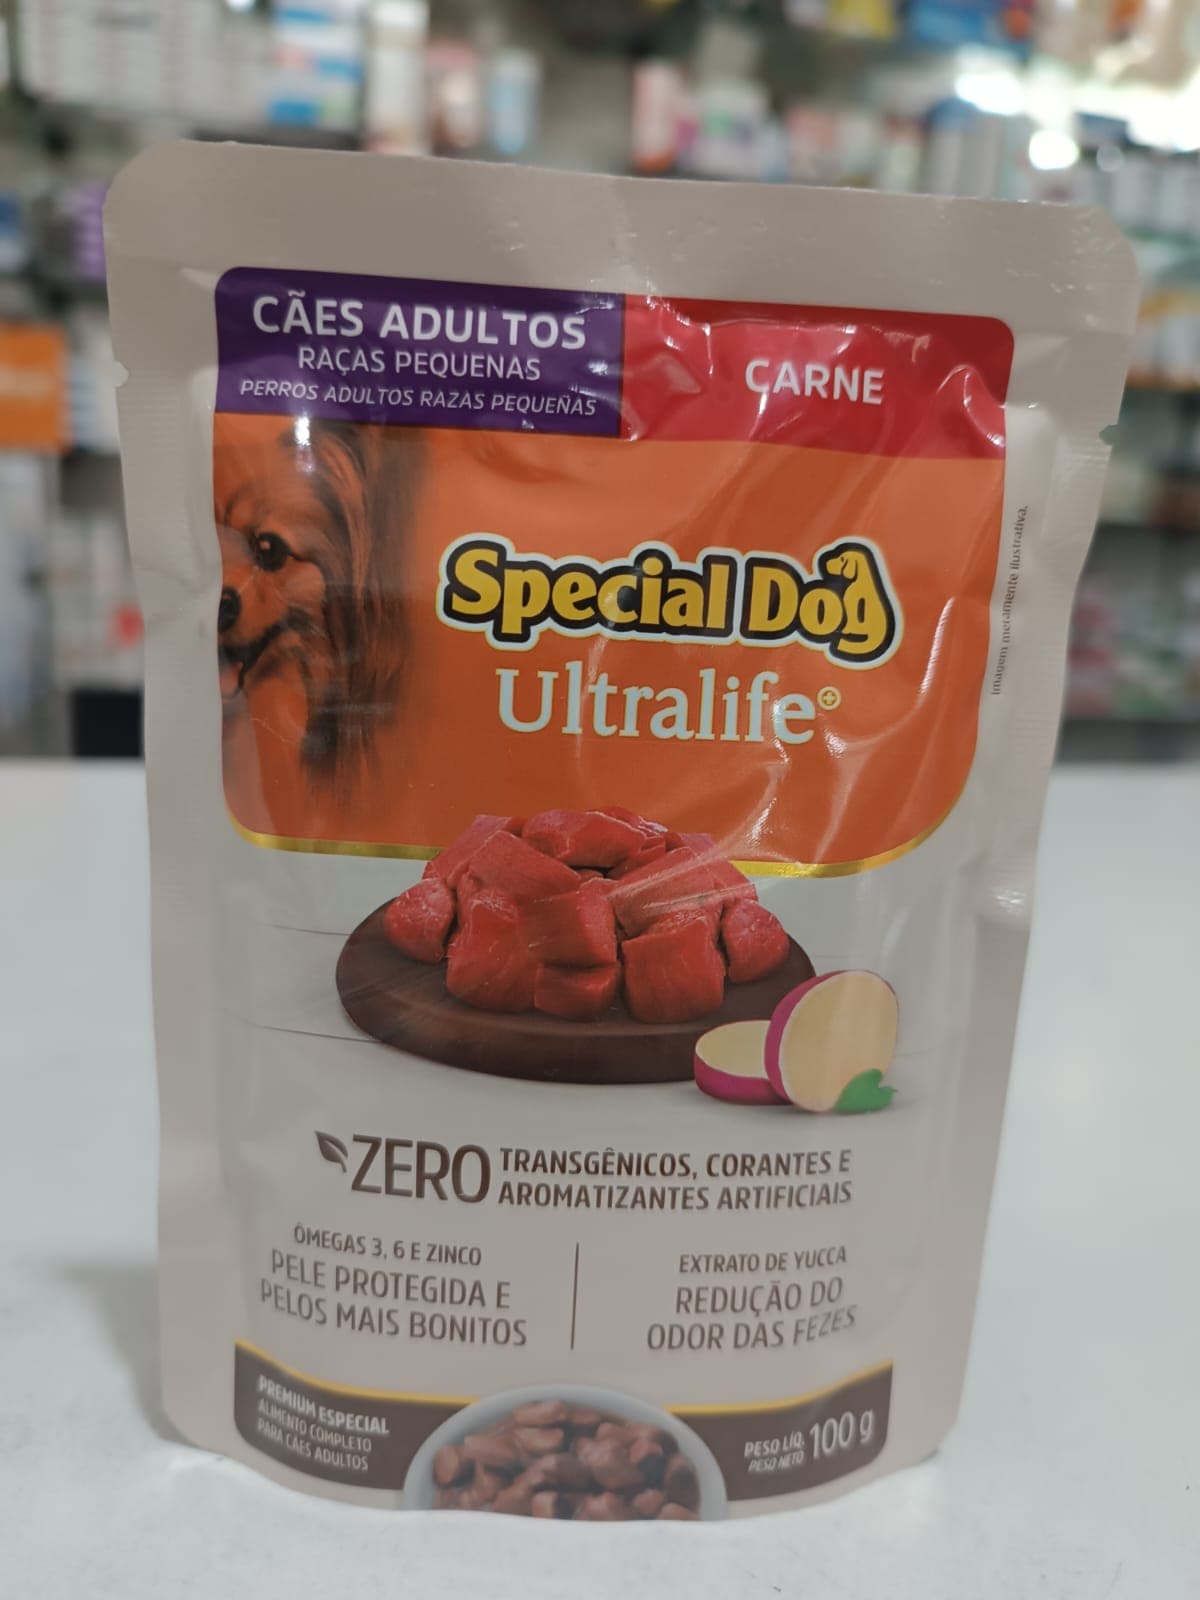 CÃES ADULTOS
RAÇAS PEQUENAS
PERROS ADULTOS RAZAS PEQUEÑAS
CARNE
Special Dog
Ultralife
Imagem meramente ilustrativa.
ZERO
TRANSGÊNICOS, CORANTES E
AROMATIZANTES ARTIFICIAIS
ÔMEGAS 3, 6 E ZINCO
PELE PROTEGIDA E
PELOS MAIS BONITOS
EXTRATO DE YUCCA
REDUÇÃO DO
ODOR DAS FEZES
PREMIUM ESPECIAL
ALIMENTO COMPLETO
PARA CÃES ADULTOS
PESO LÍQ.
PESO NETO
100 g